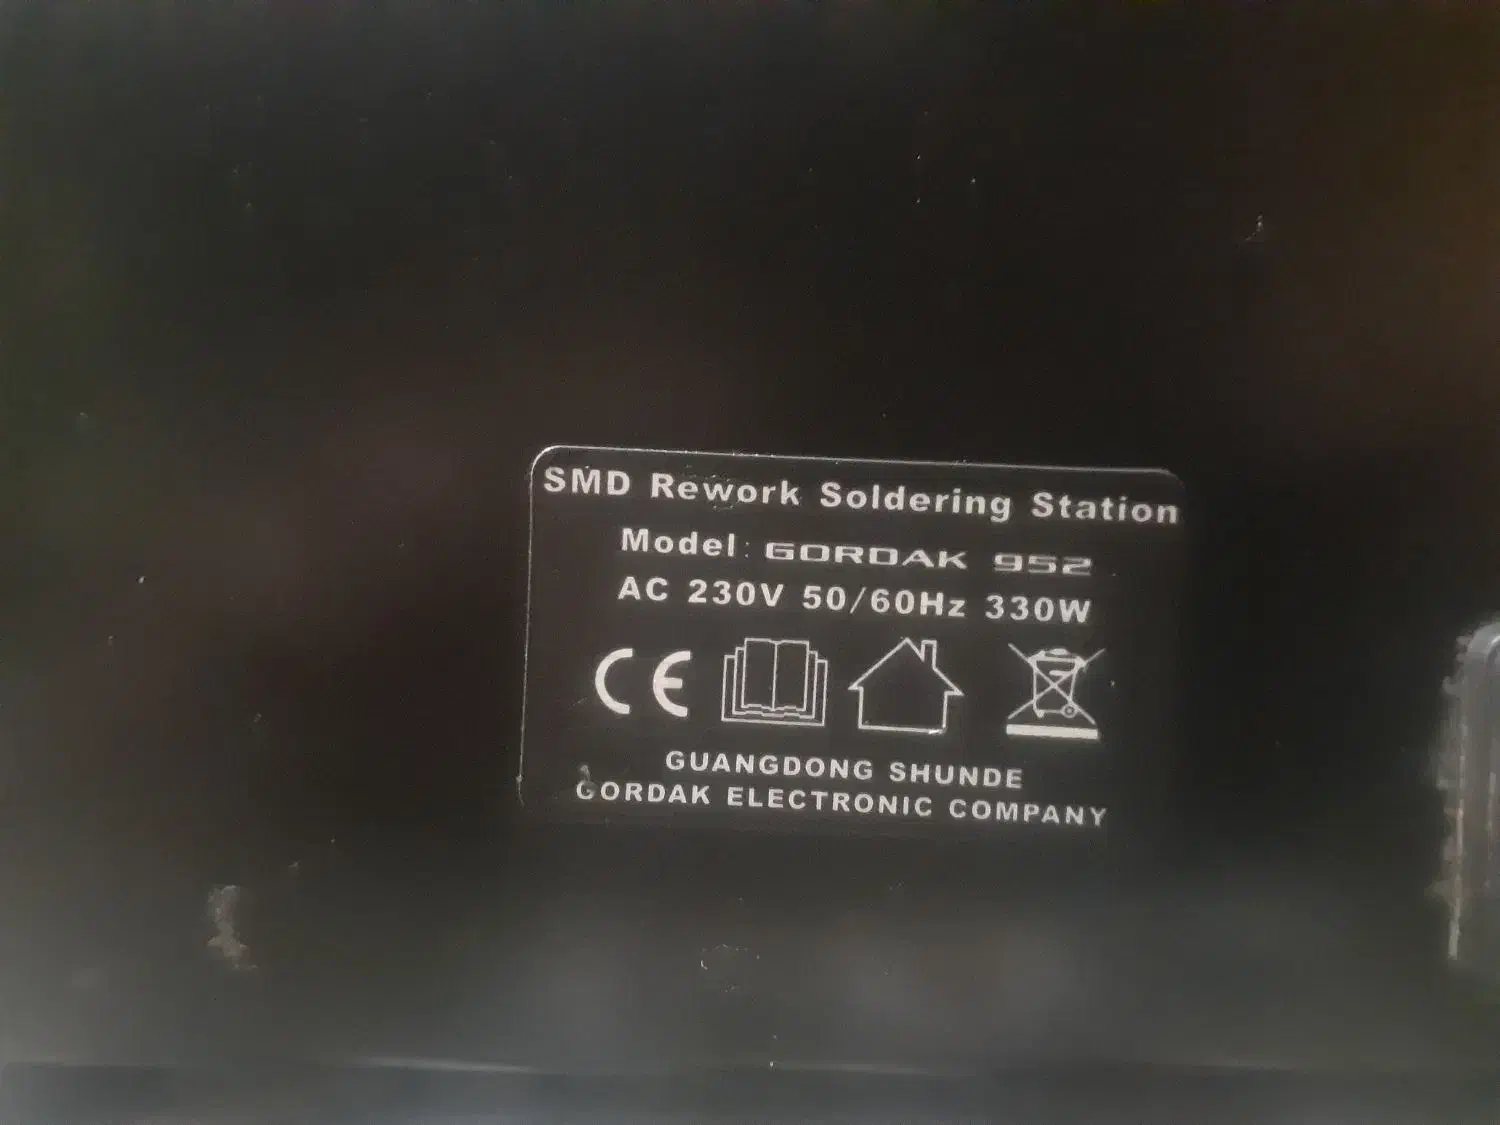 SMD Rework Soldering Station
Model: GORDAK 952
AC 230V 50/60Hz 330W
CE
GUANGDONG SHUNDE
GORDAK ELECTRONIC COMPANY